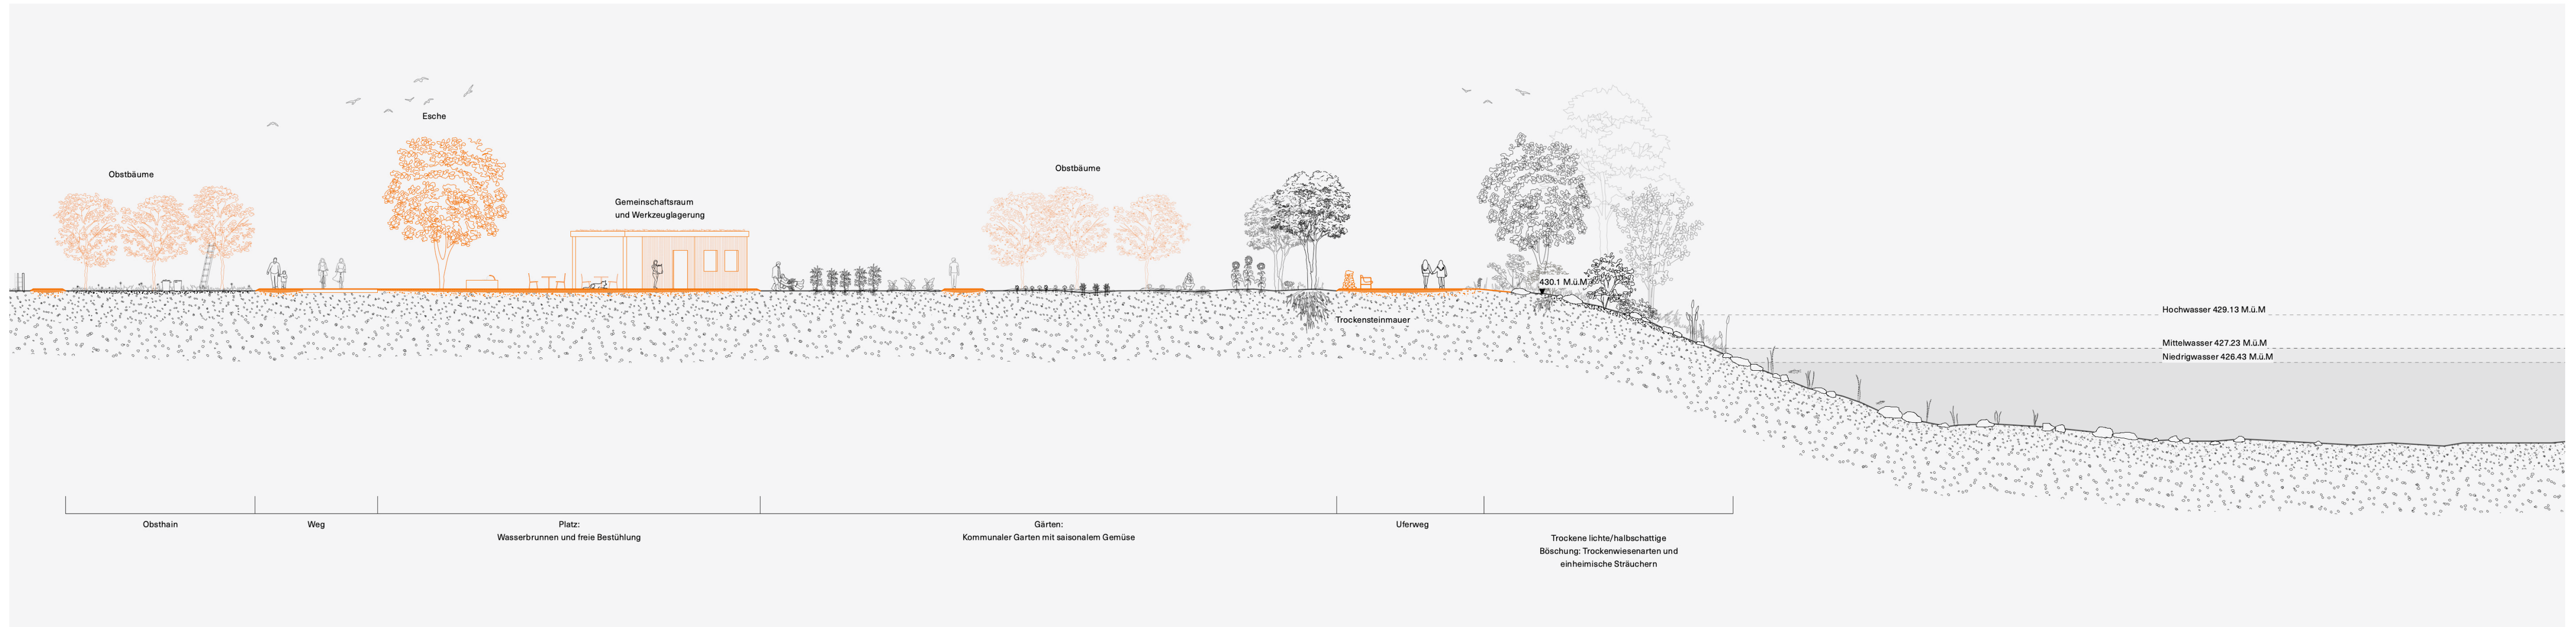 Esche
Obstbäume
Obstbäume
Gemeinschaftsraum
und Werkzeuglagerung
430.1 M.ü.M
Trockensteinmauer
Hochwasser 429.13 M.ü.M
Mittelwasser 427.23 M.ü.M
Niedrigwasser 426.43 M.ü.M
Obsthain
Weg
Platz:
Wasserbrunnen und freie Bestühlung
Gärten:
Kommunaler Garten mit saisonalem Gemüse
Uferweg
Trockene lichte/halbschattige
Böschung: Trockenwiesenarten und
einheimische Sträuchern